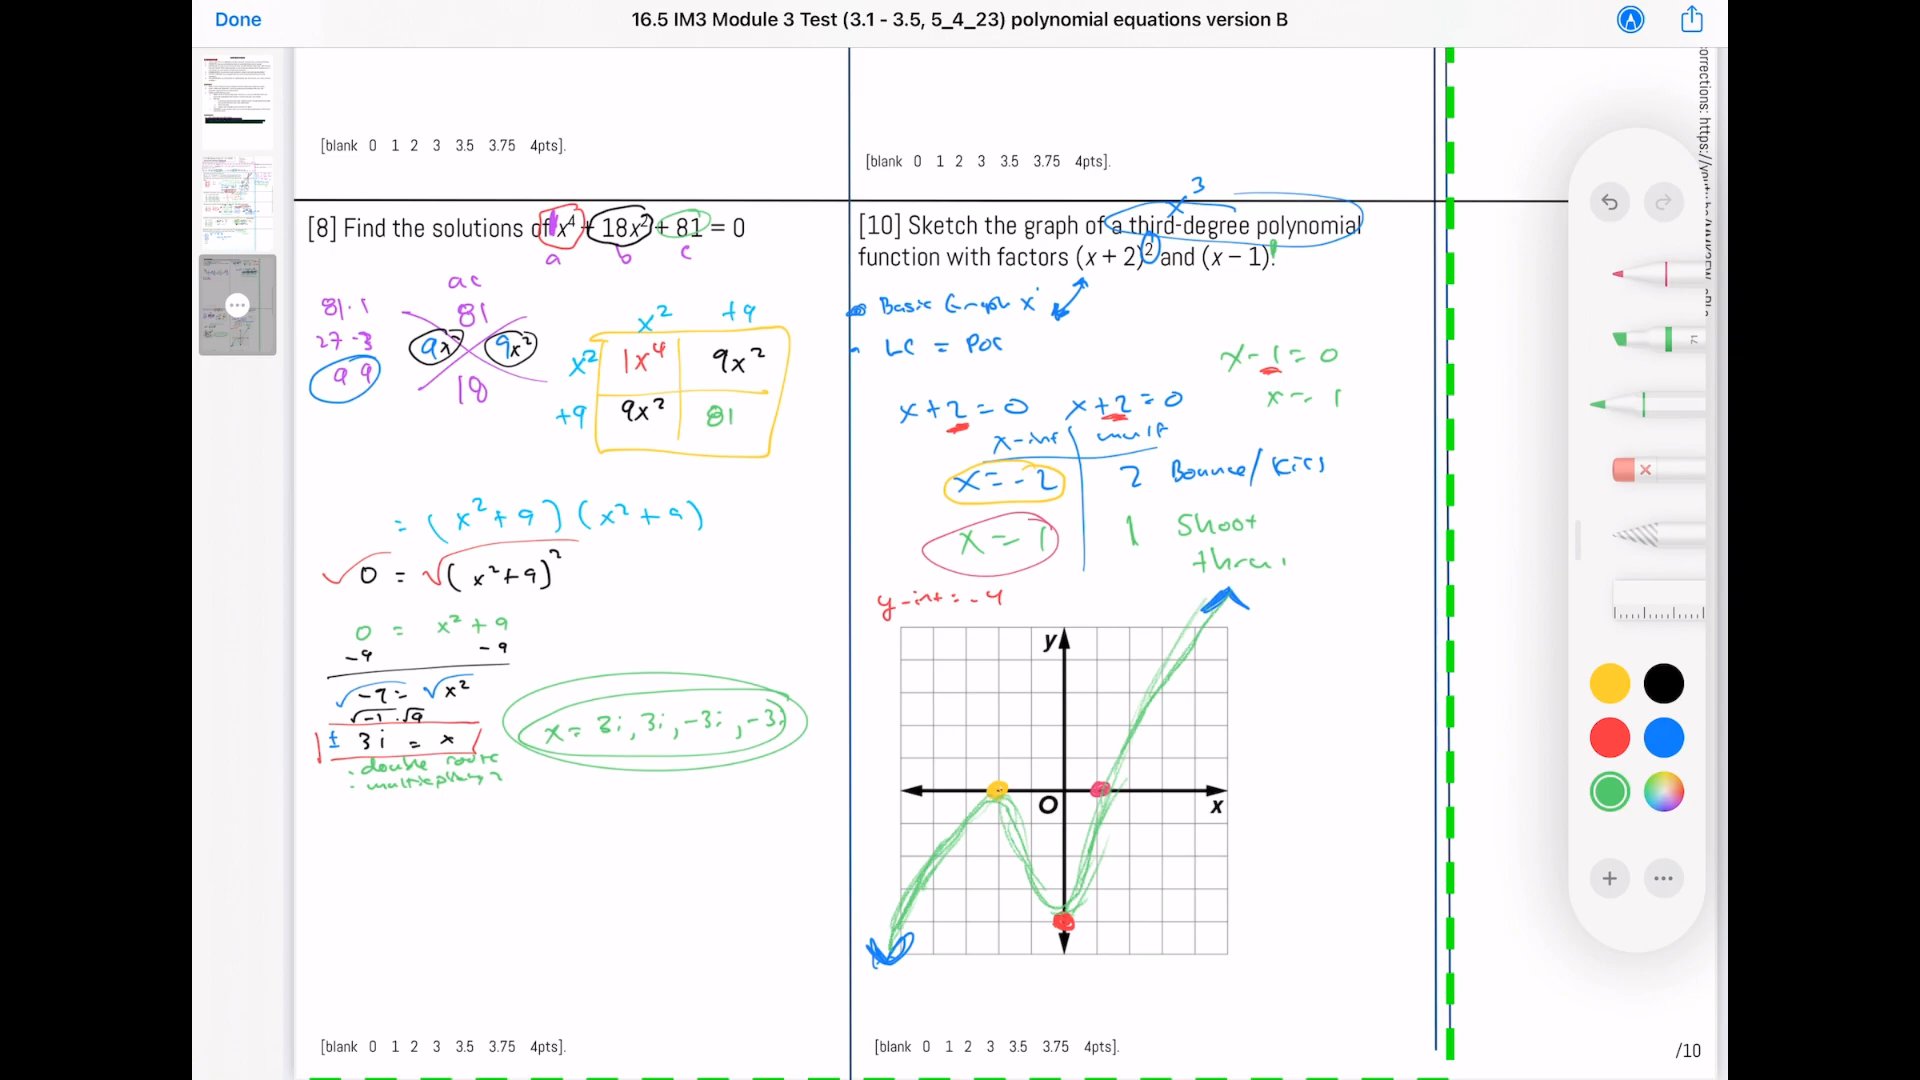 Done
16.5 IM3 Module 3 Test (3.1 - 3.5, 5_4_23) polynomial equations version B
[blank 0 1 2 3 3.5 3.75 4pts].
[8] Find the solutions of 1x⁴ + 18x² + 81 = 0
a b c
ac
81·1
81
27-3
9x² 9x²
9 9
18
x² +9
x² 1x⁴ 9x²
+9 9x² 81
= (x²+9)(x²+9)
√0 = √(x²+9)²
0 = x²+9
-9 -9
√x²
√-1 · √9
± 3i = x
· double roots
x = 3i, 3i, -3i, -3i
[blank 0 1 2 3 3.5 3.75 4pts].
[blank 0 1 2 3 3.5 3.75 4pts].
x³
[10] Sketch the graph of a third-degree polynomial
function with factors (x + 2)² and (x – 1).
Basic Graph x
LC = Pos
x+2=0 x+2=0
x-1=0
x=1
x-int mult
x=-2 2 Bounce/Kiss
x=1 1 Shoot
thru.
y-int = -4
y
O
x
[blank 0 1 2 3 3.5 3.75 4pts].
/10